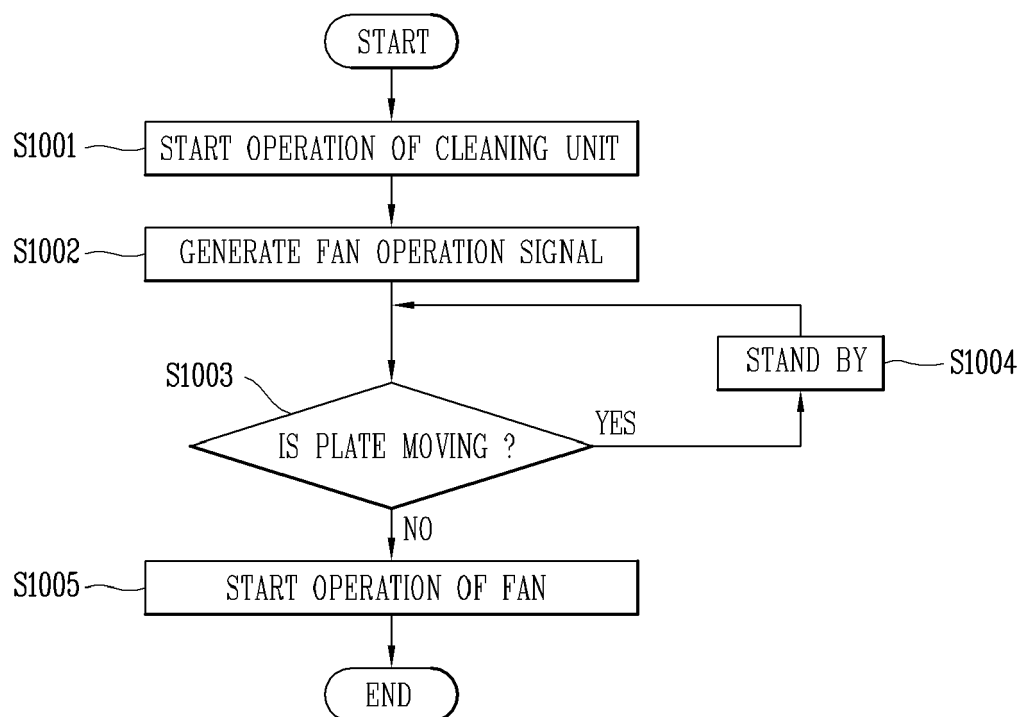 START
S1001
START OPERATION OF CLEANING UNIT
S1002
GENERATE FAN OPERATION SIGNAL
STAND BY
S1004
S1003
IS PLATE MOVING ?
YES
NO
S1005
START OPERATION OF FAN
END